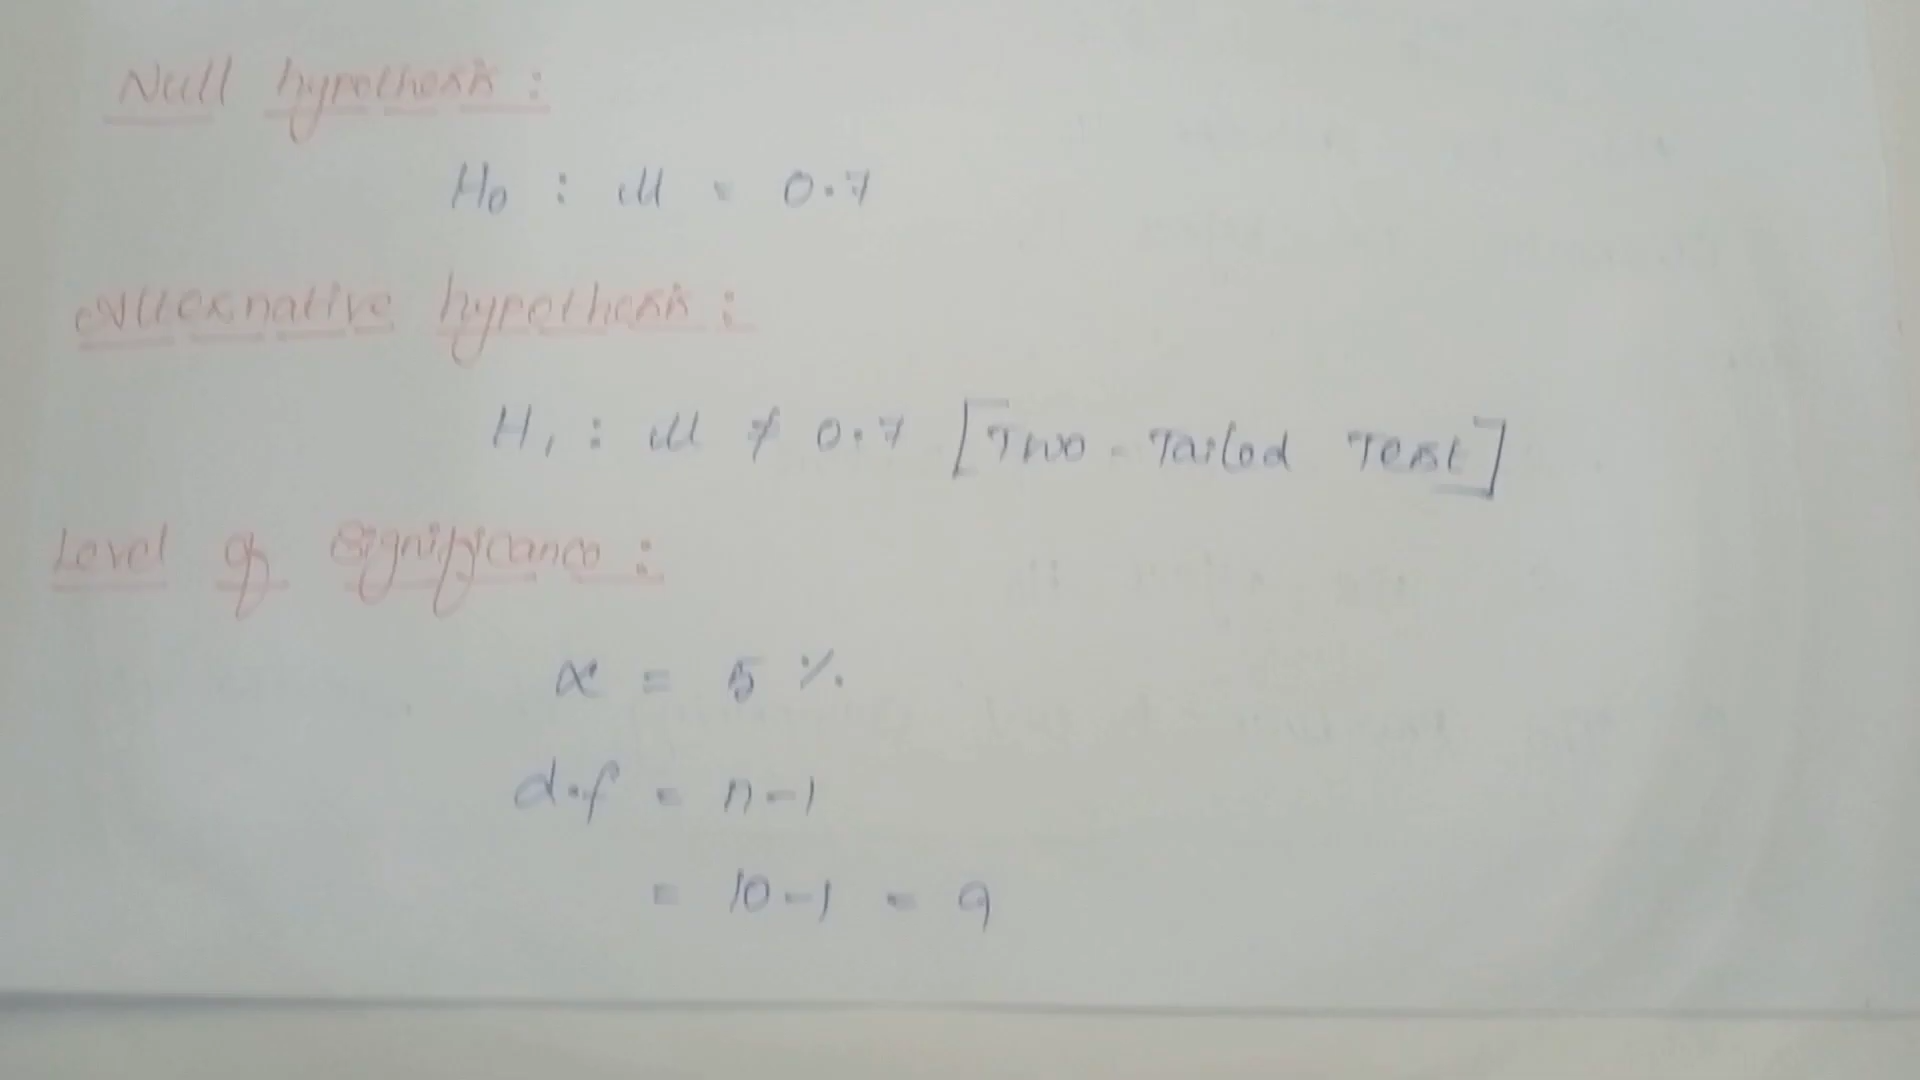 Null hypothesis :
H₀ : μ = 0.7
Alternative hypothesis :
H₁ : μ ≠ 0.7 [Two-Tailed Test]
Level of significance :
α = 5 %.
d.f = n-1
= 10-1 = 9